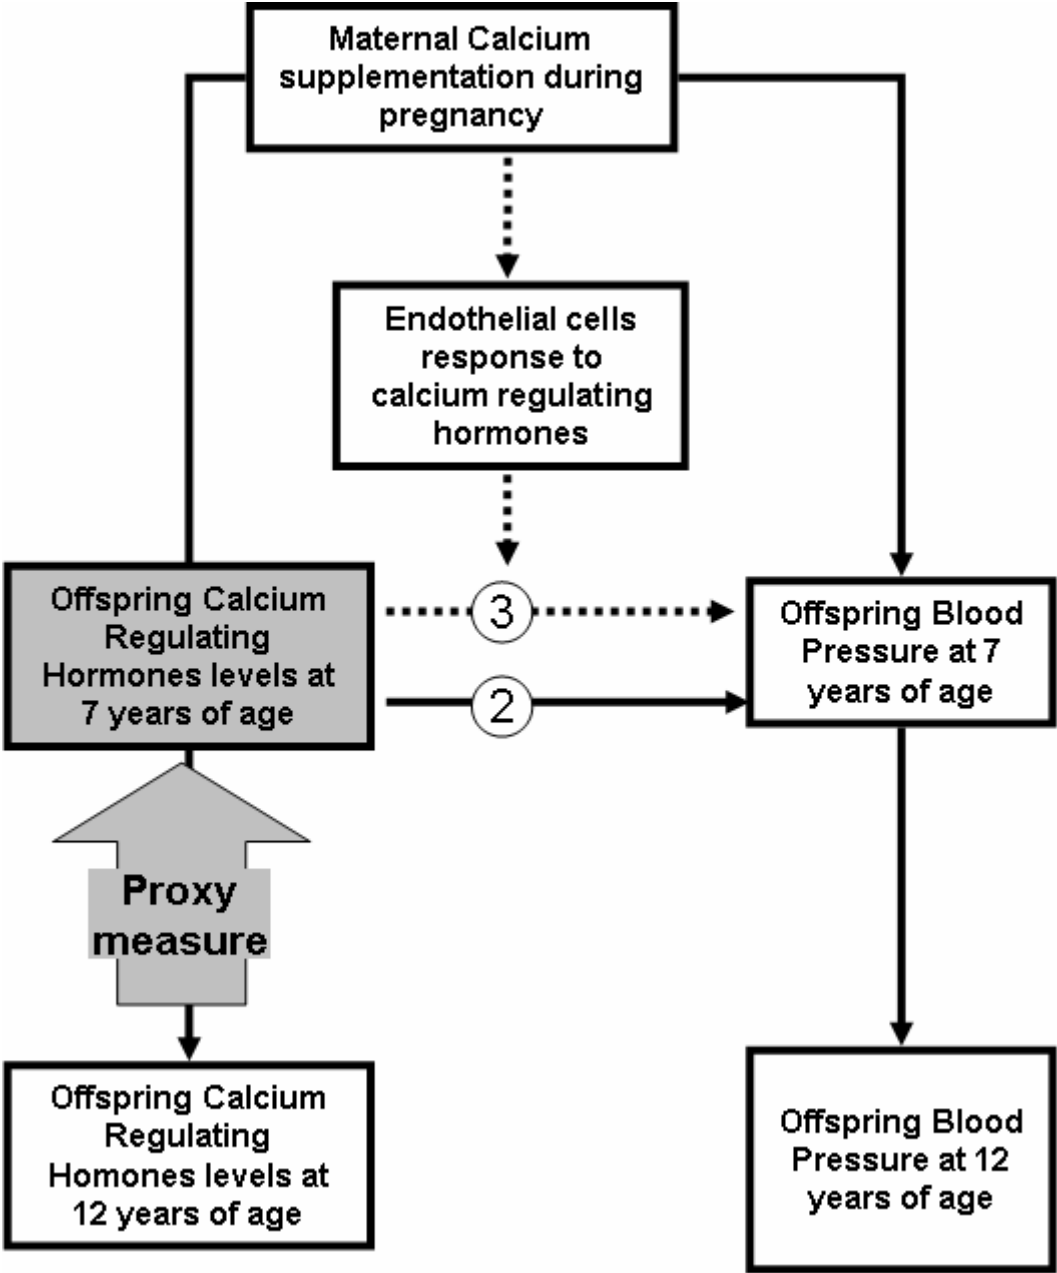 Maternal Calcium
supplementation during
pregnancy
Endothelial cells
response to
calcium regulating
hormones
Offspring Calcium
Regulating
Hormones levels at
7 years of age
3
2
Offspring Blood
Pressure at 7
years of age
Proxy
measure
Offspring Calcium
Regulating
Homones levels at
12 years of age
Offspring Blood
Pressure at 12
years of age